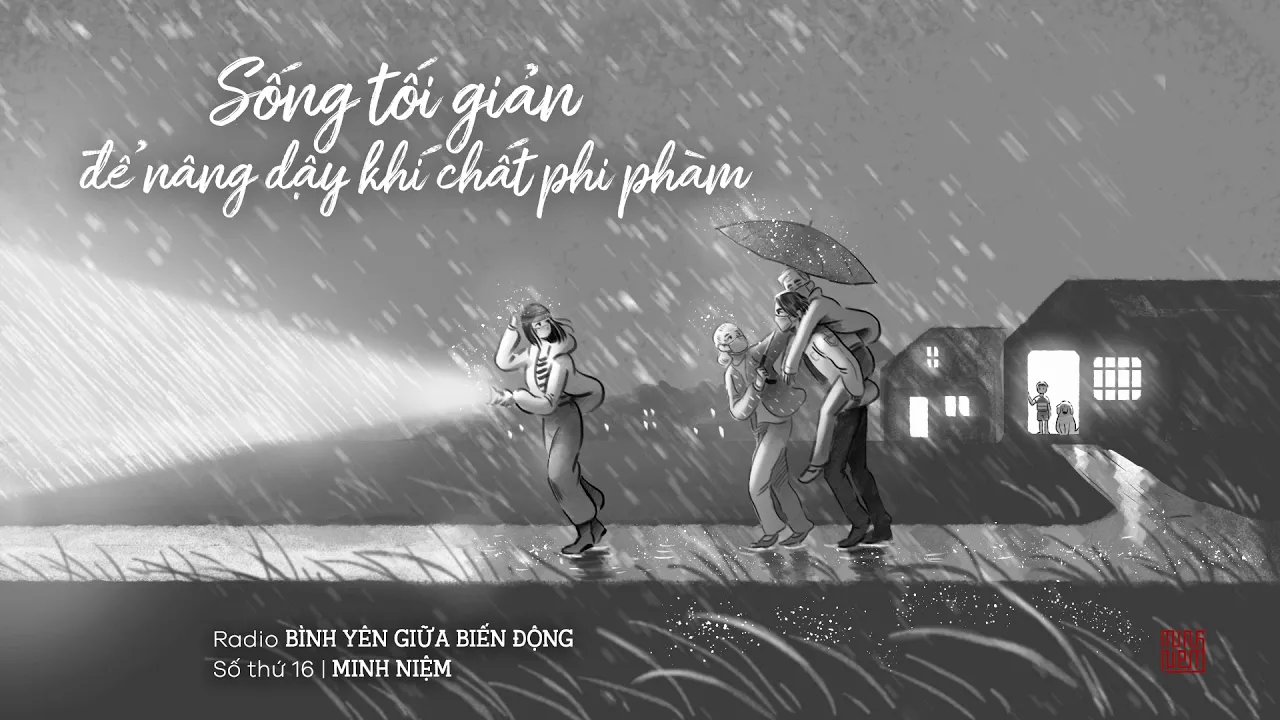 Sống tối giản
để nâng dậy khí chất phi phàm
Radio BÌNH YÊN GIỮA BIẾN ĐỘNG
Số thứ 16 | MINH NIỆM